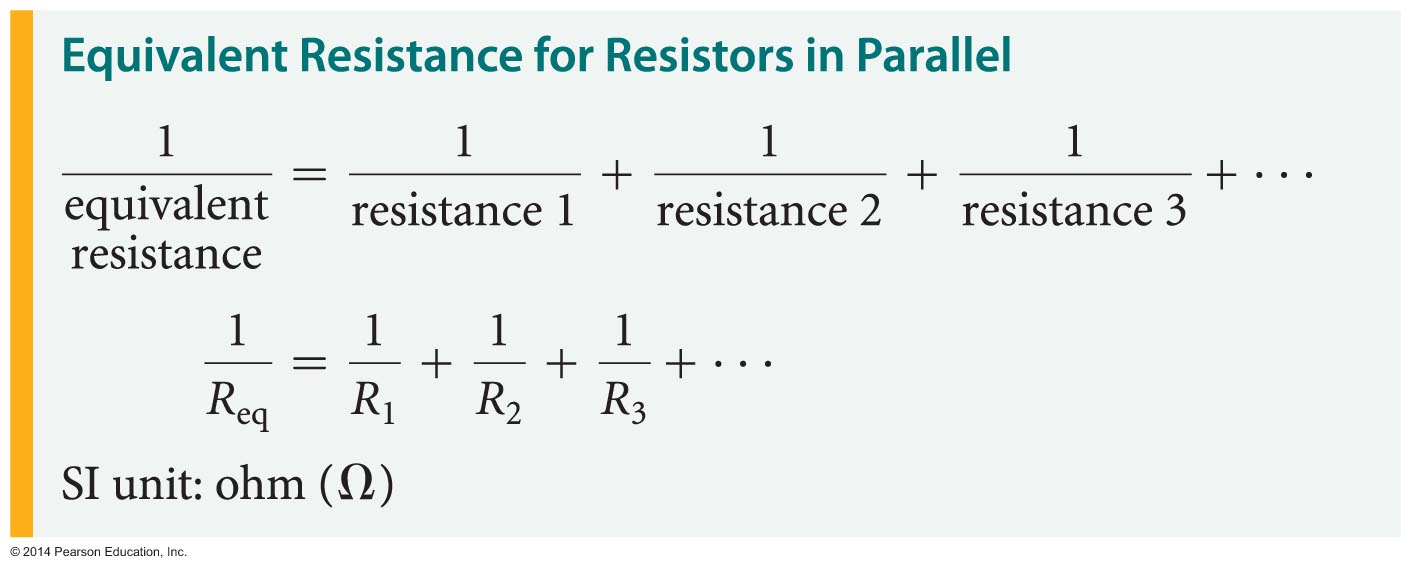 Equivalent Resistance for Resistors in Parallel
1/equivalent resistance = 1/resistance 1 + 1/resistance 2 + 1/resistance 3 + · · ·
1/R_eq = 1/R_1 + 1/R_2 + 1/R_3 + · · ·
SI unit: ohm (Ω)
© 2014 Pearson Education, Inc.